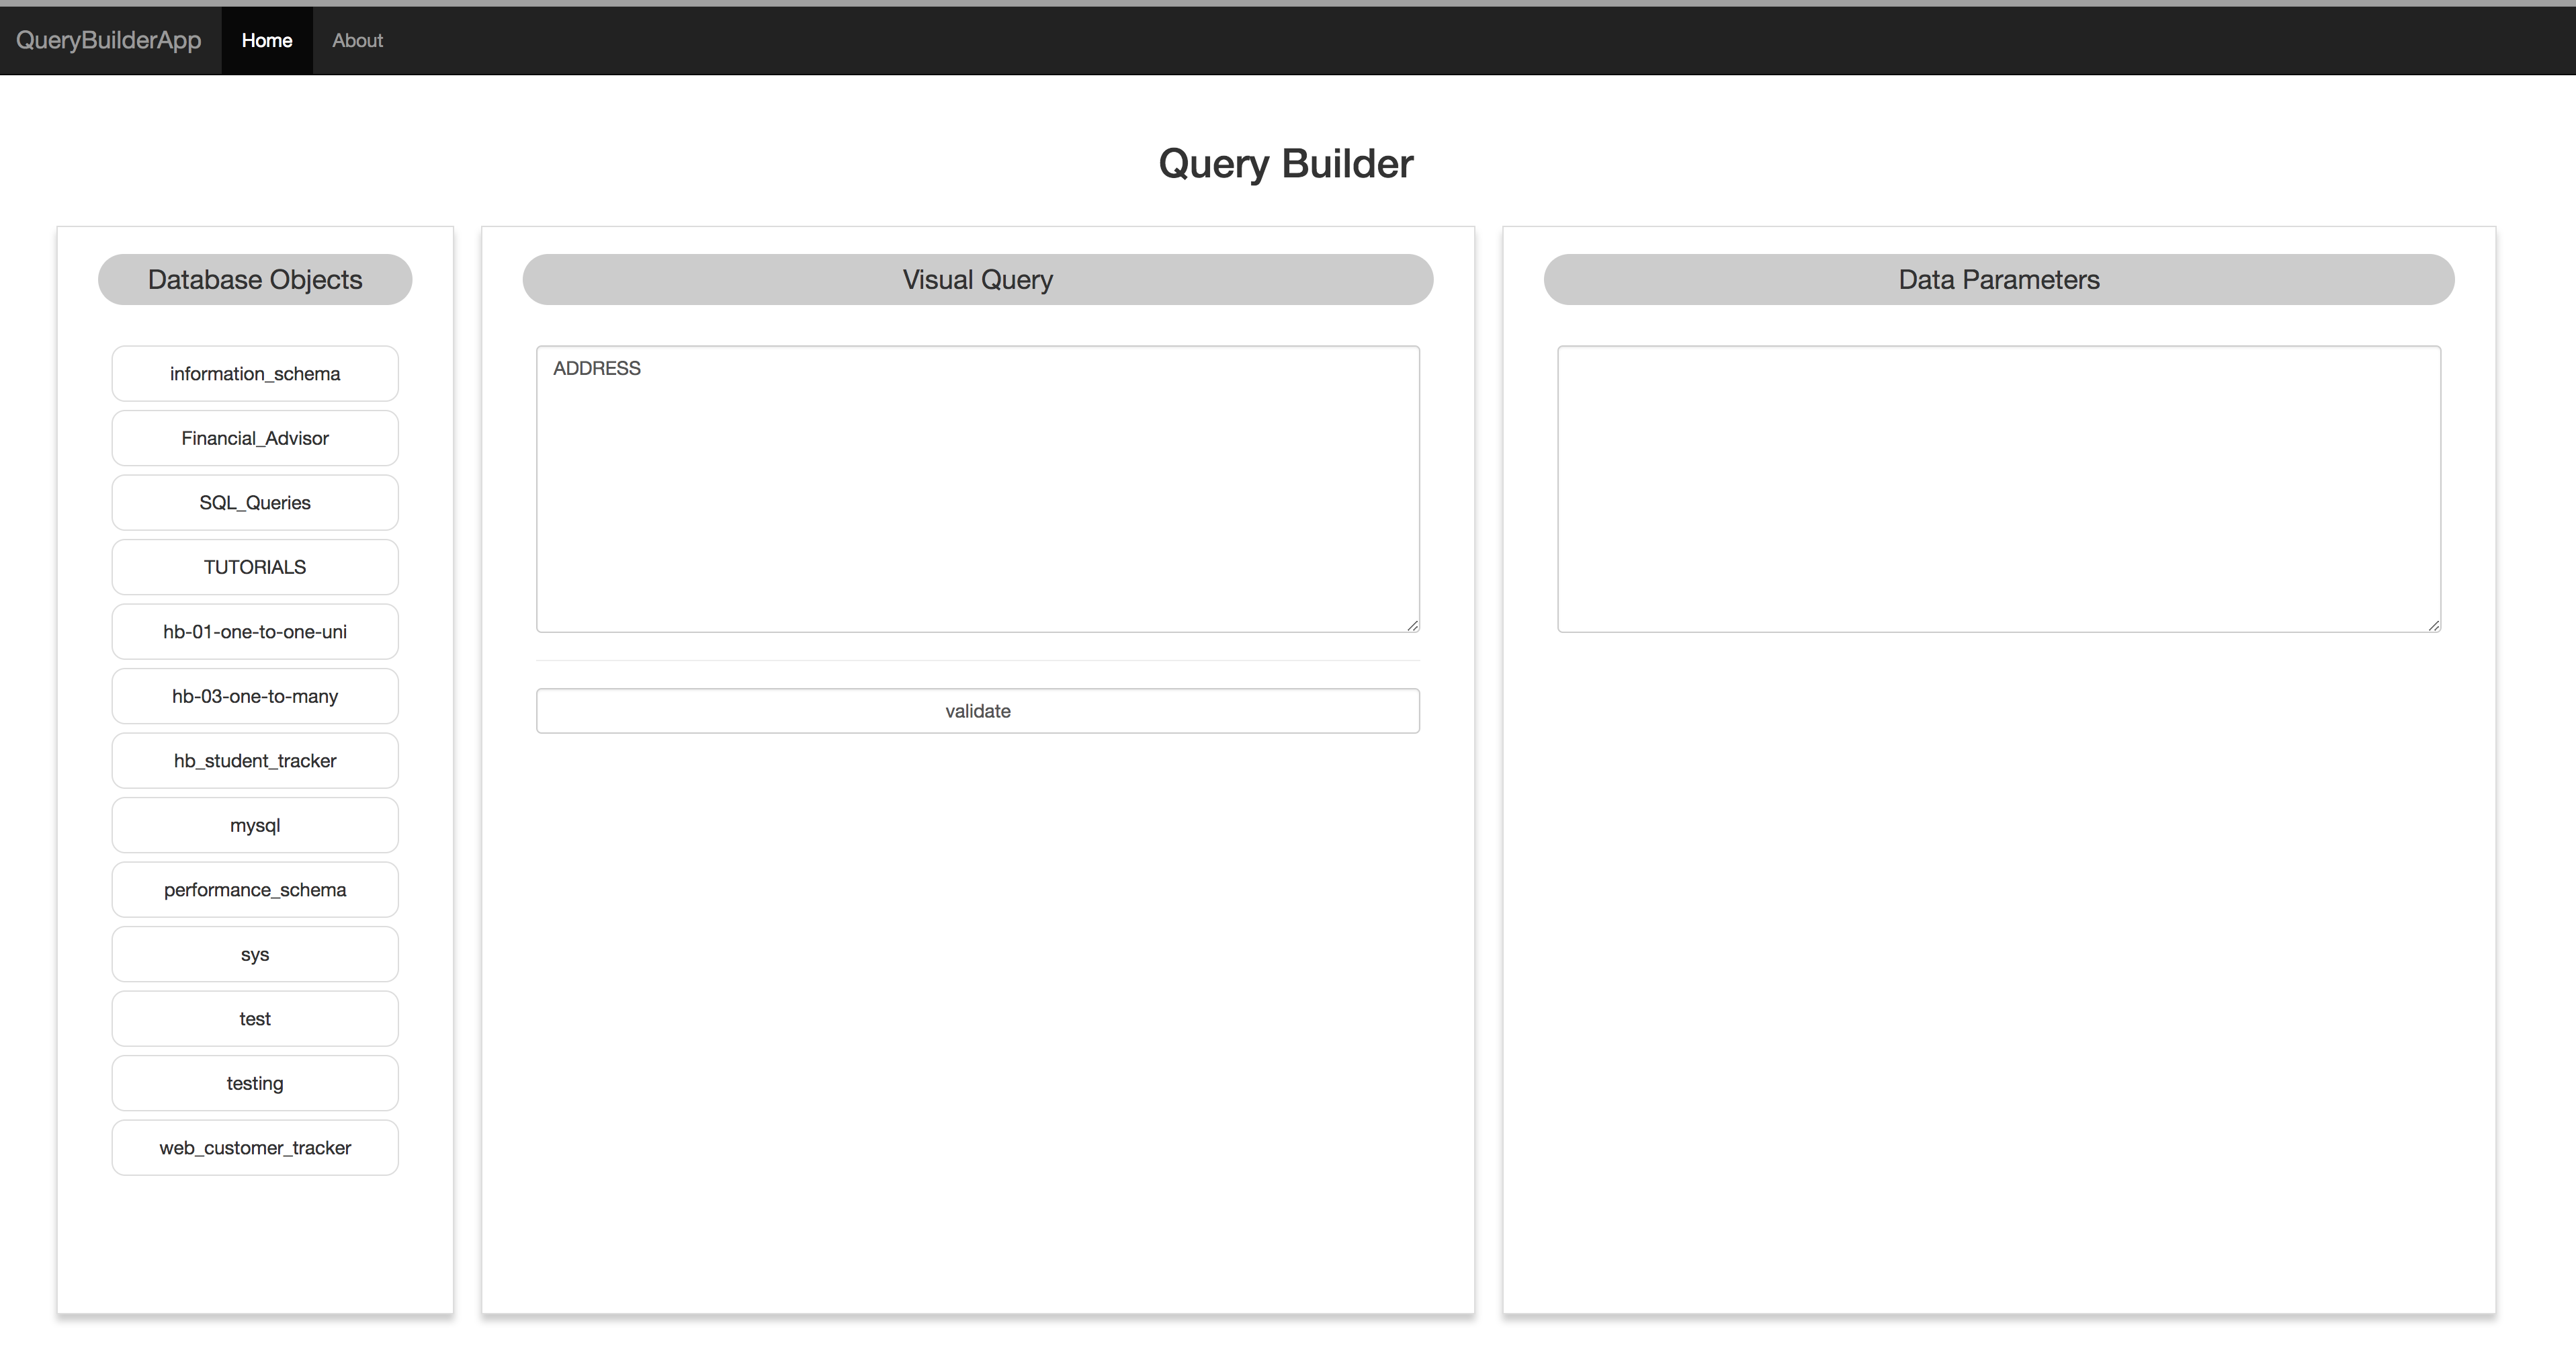 QueryBuilderApp Home About
Query Builder
Database Objects
information_schema
Financial_Advisor
SQL_Queries
TUTORIALS
hb-01-one-to-one-uni
hb-03-one-to-many
hb_student_tracker
mysql
performance_schema
sys
test
testing
web_customer_tracker
Visual Query
ADDRESS
validate
Data Parameters